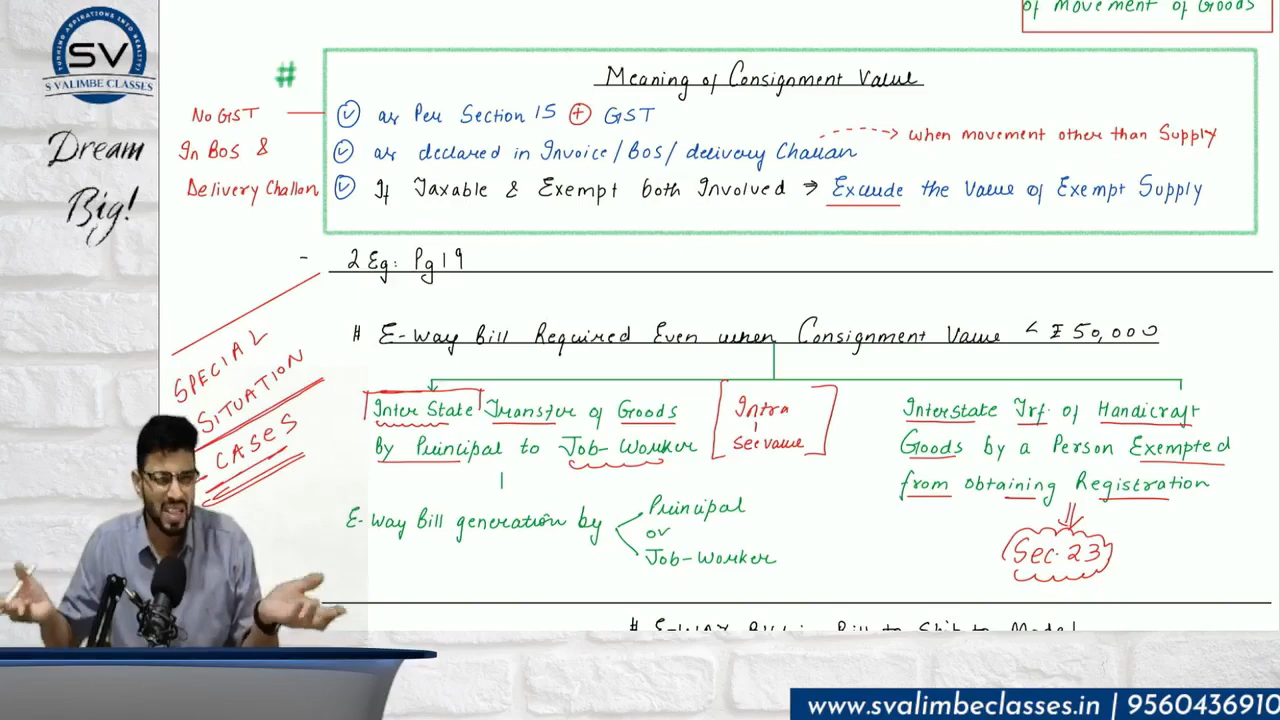 of Movement of Goods
TURNING ASPIRATIONS INTO REALITY!
SV
S VALIMBE CLASSES
Dream
Big!
#
Meaning of Consignment Value
No GST
In Bos &
Delivery Challan
as Per Section 15 + GST
as declared in Invoice/Bos/delivery Challan
when movement other than Supply
If Taxable & Exempt both Involved → Exclude the Value of Exempt Supply
2 Eg: Pg 19
SPECIAL
SITUATION
CASES
# E-Way Bill Required Even when Consignment Value < ₹ 50,000
Inter State Transfer of Goods
By Principal to Job-Worker
Intra
See value
Interstate Trf. of Handicraft
Goods by a Person Exempted
from obtaining Registration
Sec. 23
E-Way Bill generation by
Principal
or
Job-Worker
www.svalimbeclasses.in | 9560436910